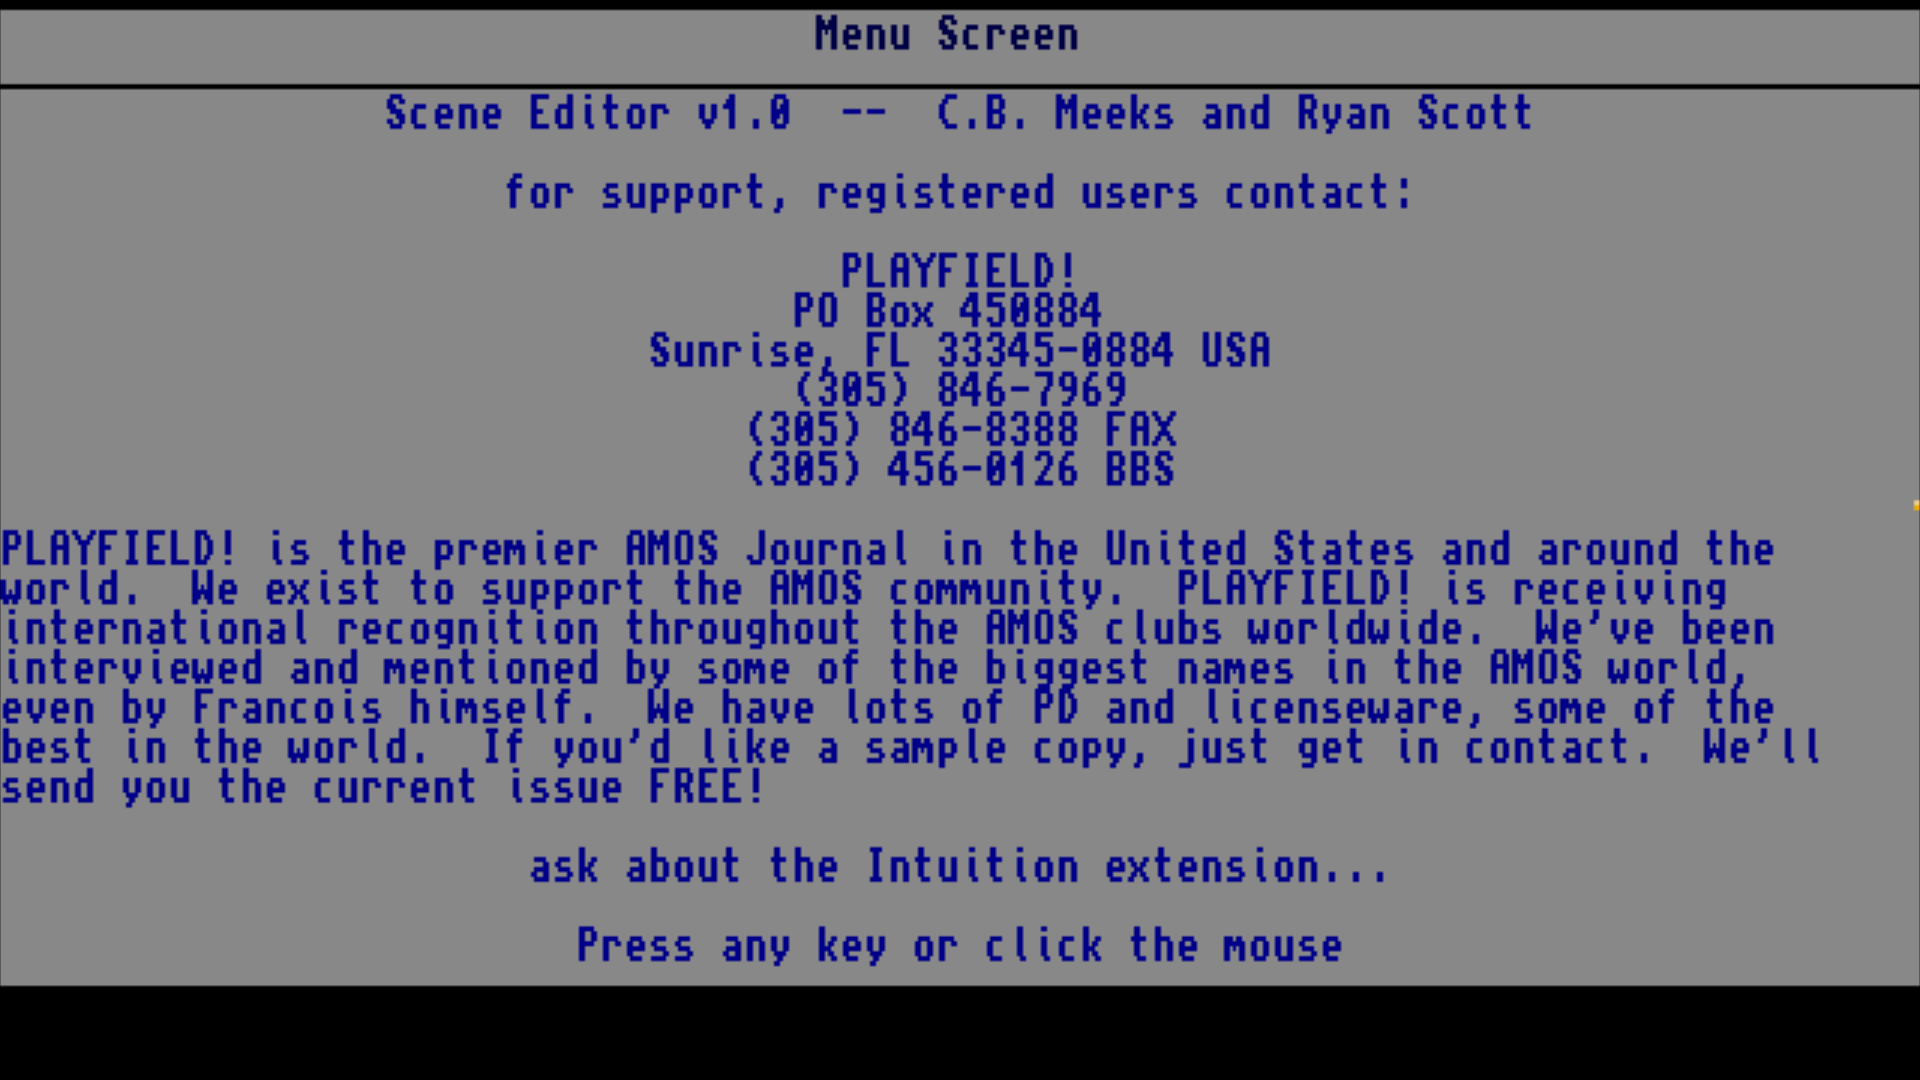 Menu Screen
Scene Editor v1.0  --  C.B. Meeks and Ryan Scott
for support, registered users contact:
PLAYFIELD!
PO Box 450884
Sunrise, FL 33345-0884 USA
(305) 846-7969
(305) 846-8388 FAX
(305) 456-0126 BBS
PLAYFIELD! is the premier AMOS Journal in the United States and around the
world.  We exist to support the AMOS community.  PLAYFIELD! is receiving
international recognition throughout the AMOS clubs worldwide.  We've been
interviewed and mentioned by some of the biggest names in the AMOS world,
even by Francois himself.  We have lots of PD and licenseware, some of the
best in the world.  If you'd like a sample copy, just get in contact.  We'll
send you the current issue FREE!
ask about the Intuition extension...
Press any key or click the mouse